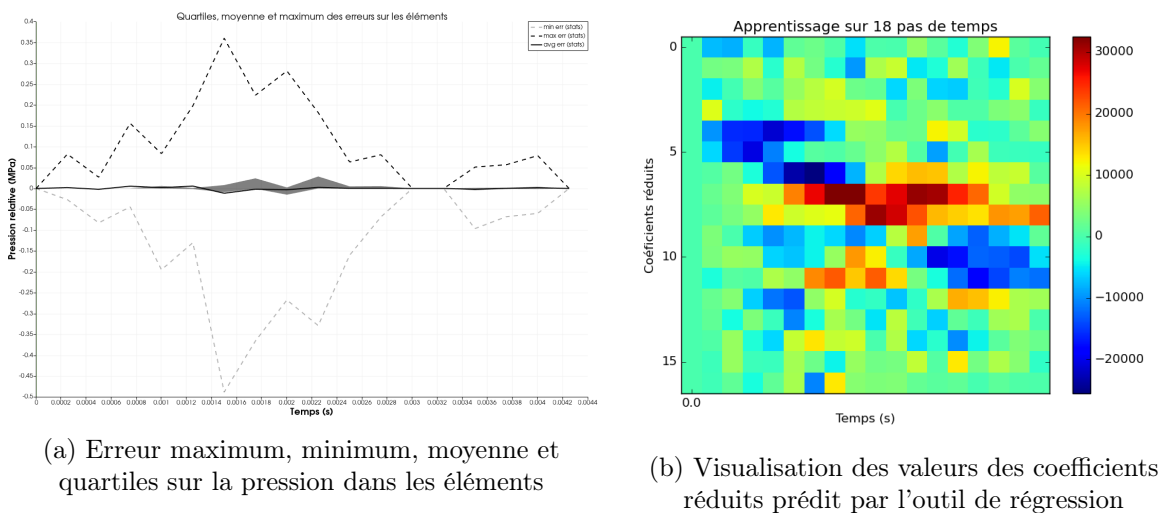 Quartiles, moyenne et maximum des erreurs sur les éléments
min err (stats)
max err (stats)
avg err (stats)
Pression relative (MPa)
0.4
0.35
0.3
0.25
0.2
0.15
0.1
0.05
0
-0.05
-0.1
-0.15
-0.2
-0.25
-0.3
-0.35
-0.4
-0.45
-0.5
0 0.0002 0.0004 0.0006 0.0008 0.001 0.0012 0.0014 0.0016 0.0018 0.002 0.0022 0.0024 0.0026 0.0028 0.003 0.0032 0.0034 0.0036 0.0038 0.004 0.0042 0.0044
Temps (s)
(a) Erreur maximum, minimum, moyenne et
quartiles sur la pression dans les éléments
Apprentissage sur 18 pas de temps
Coéficients réduits
0
5
10
15
0.0
Temps (s)
30000
20000
10000
0
−10000
−20000
(b) Visualisation des valeurs des coefficients
réduits prédit par l'outil de régression